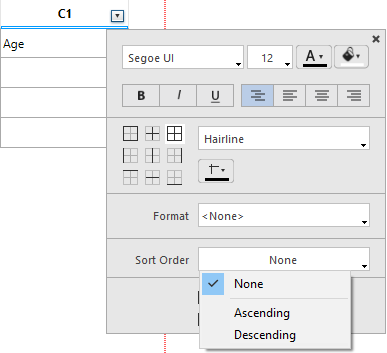 C1
Age
Segoe UI 12 A
B I U
Hairline
Format <None>
Sort Order None
None
Ascending
Descending